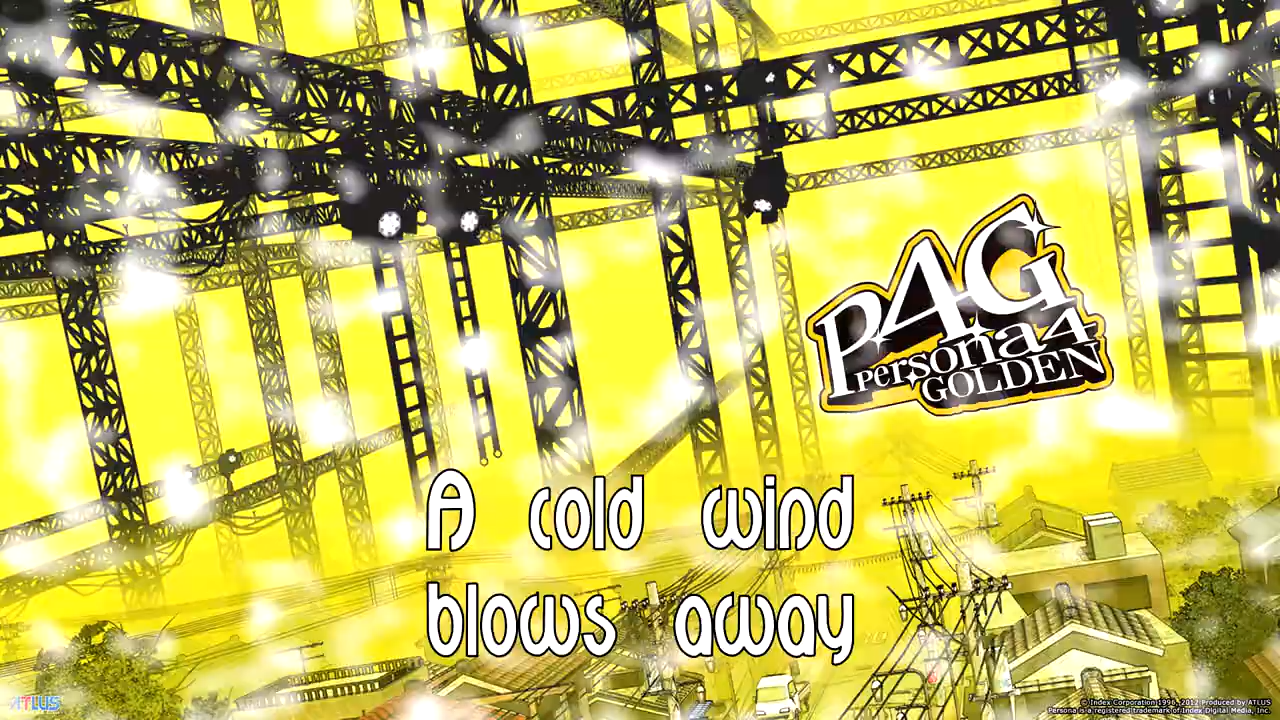 P4G
Persona4
GOLDEN
A cold wind
blows away
ATLUS
© Index Corporation 1996, 2012 Produced by ATLUS
Persona is a registered trademark of Index Digital Media, Inc.